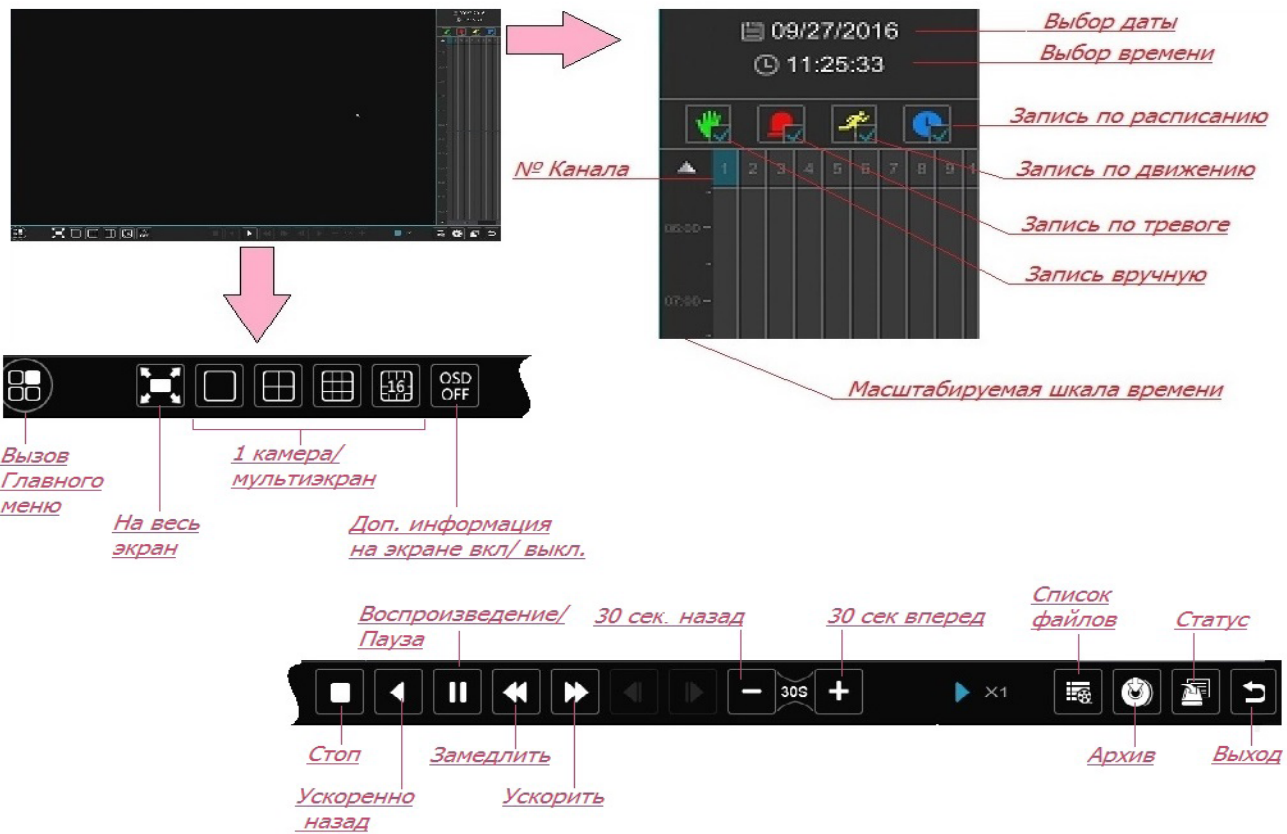 09/27/2016
11:25:33
Выбор даты
Выбор времени
Запись по расписанию
№ Канала
1 2 3 4 5 6 7 8 9 1
Запись по движению
06:00
Запись по тревоге
Запись вручную
07:00
Масштабируемая шкала времени
16
OSD
OFF
Вызов
Главного
меню
На весь
экран
1 камера/
мультиэкран
Доп. информация
на экране вкл/ выкл.
Воспроизведение/
Пауза
30 сек. назад
30 сек вперед
Список
файлов
Статус
30S
X1
Стоп
Ускоренно
назад
Замедлить
Ускорить
Архив
Выход